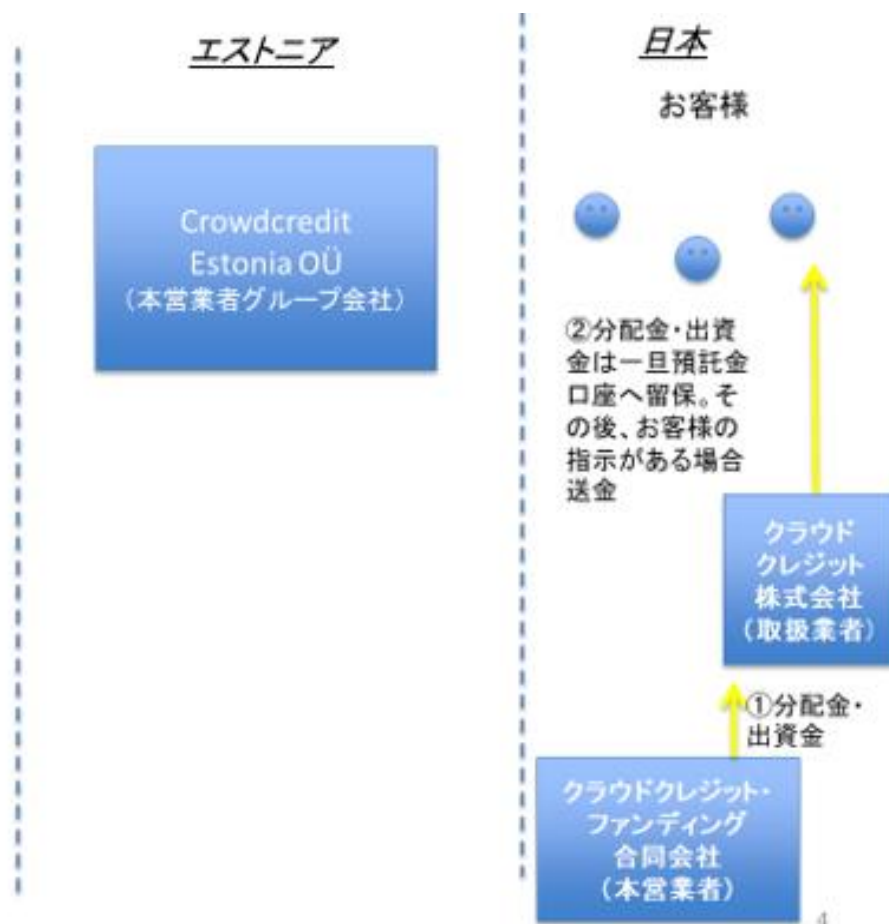 エストニア
Crowdcredit
Estonia OÜ
（本営業者グループ会社）
日本
お客様
②分配金・出資
金は一旦預託金
口座へ留保。そ
の後、お客様の
指示がある場合
送金
クラウド
クレジット
株式会社
（取扱業者）
①分配金・
出資金
クラウドクレジット・
ファンディング
合同会社
（本営業者）
4